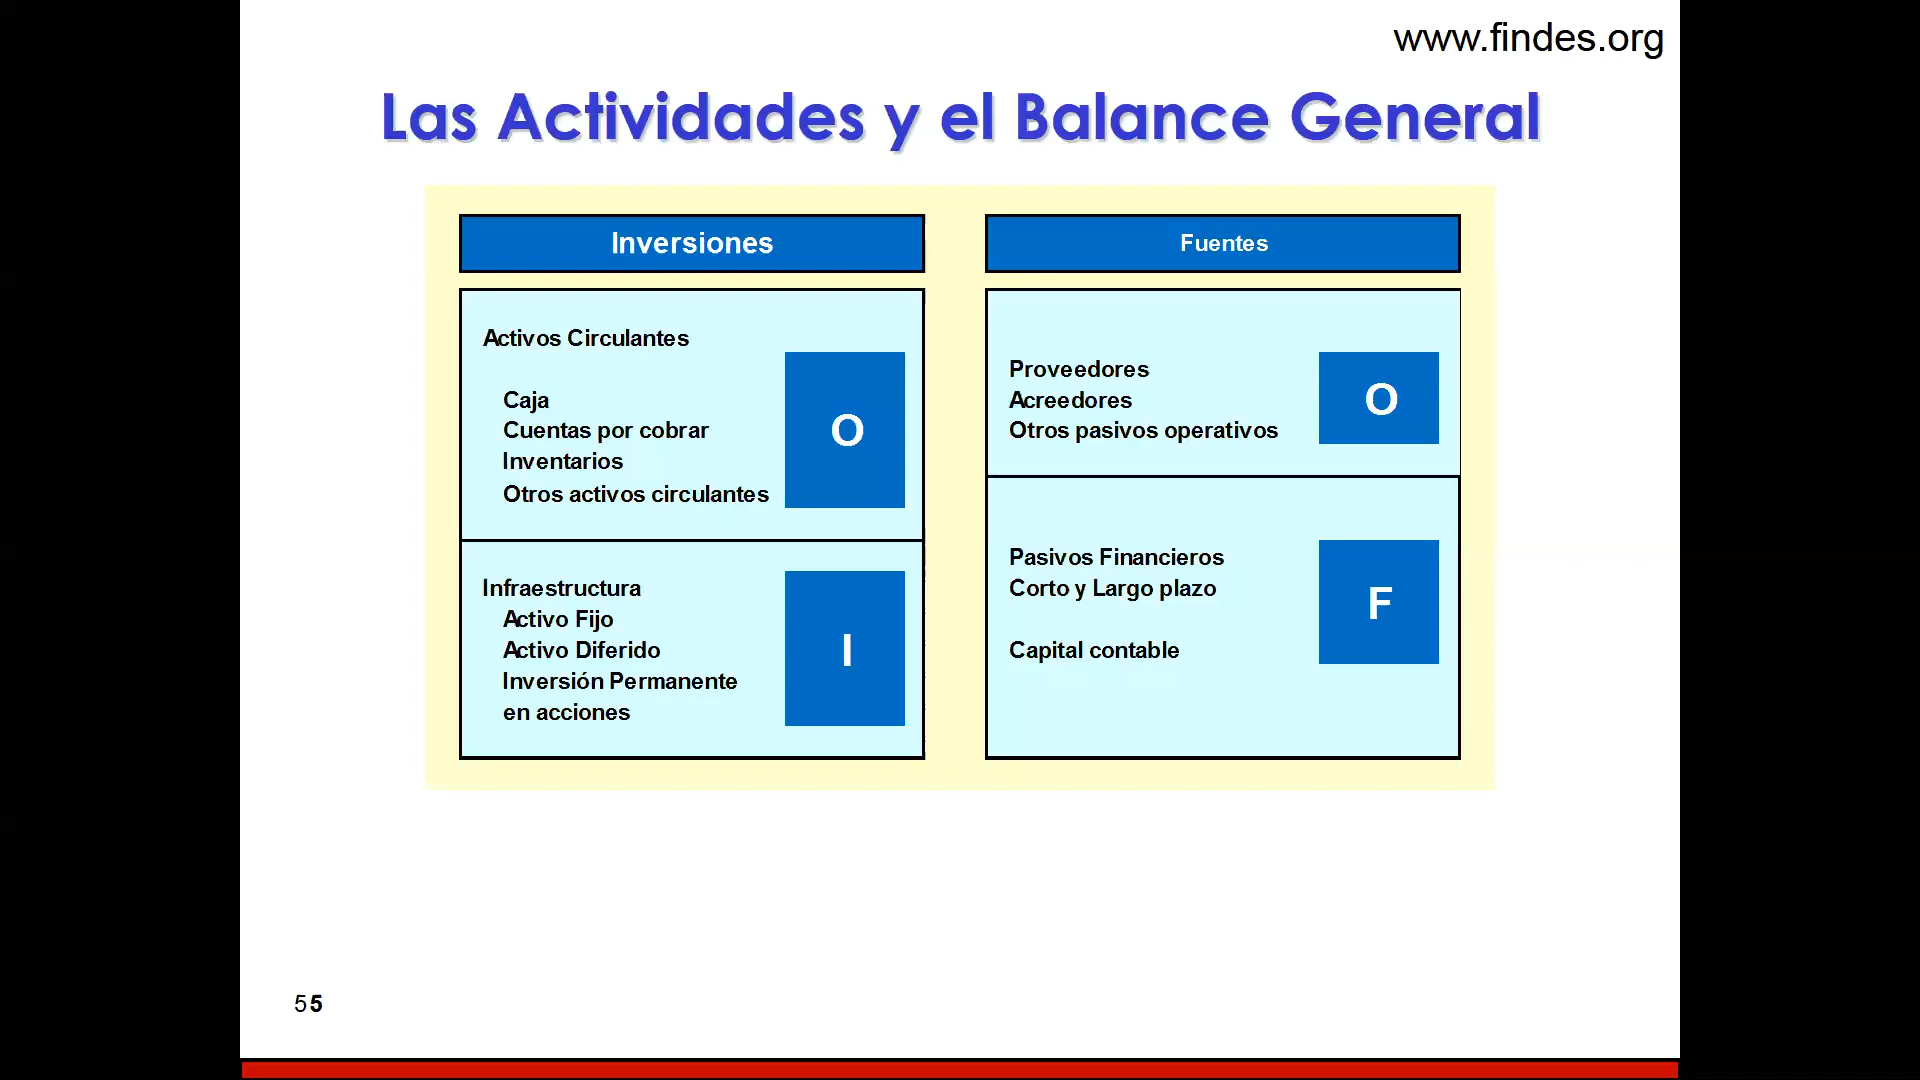 www.findes.org
Las Actividades y el Balance General
Inversiones
Activos Circulantes
Caja
Cuentas por cobrar
Inventarios
Otros activos circulantes
O
Infraestructura
Activo Fijo
Activo Diferido
Inversión Permanente
en acciones
I
Fuentes
Proveedores
Acreedores
Otros pasivos operativos
O
Pasivos Financieros
Corto y Largo plazo
Capital contable
F
55